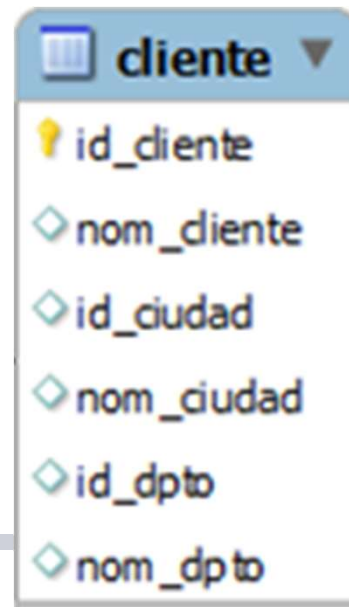 cliente
id_cliente
nom_cliente
id_ciudad
nom_ciudad
id_dpto
nom_dpto